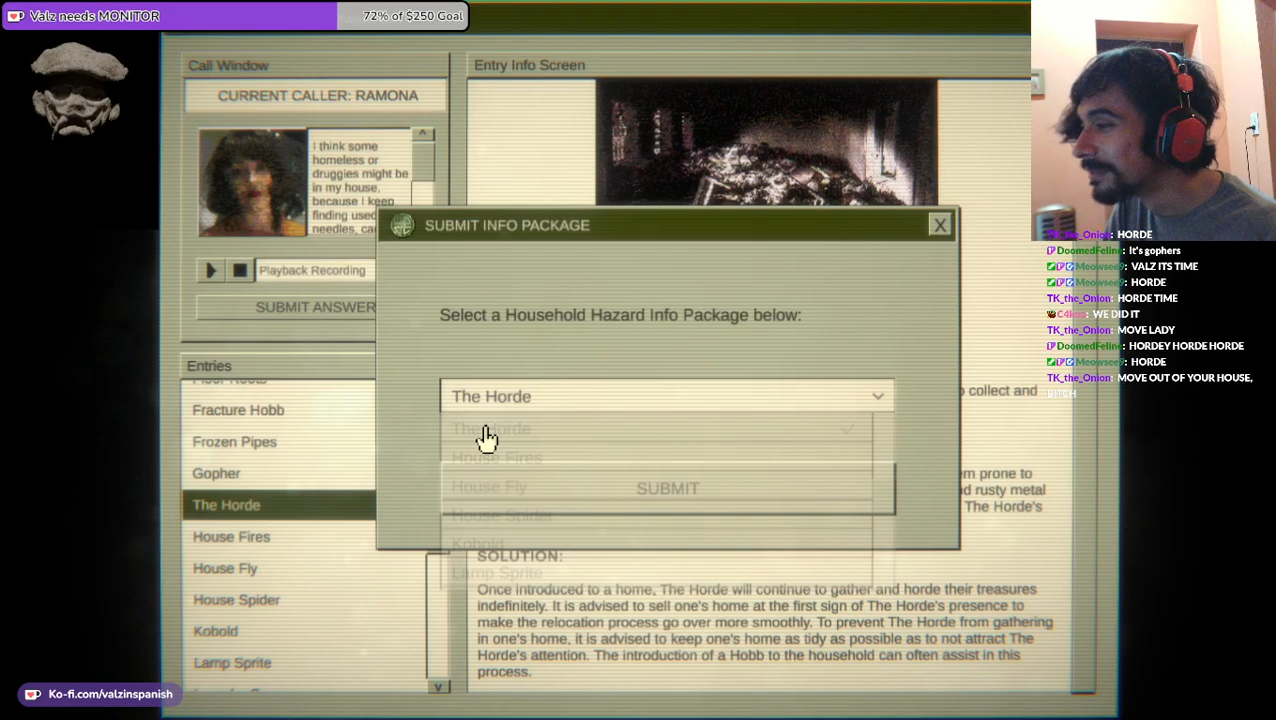 Valz needs MONITOR
72% of $250 Goal
Call Window
CURRENT CALLER: RAMONA
I think some
homeless or
druggies might be
in my house,
because I keep
finding used
needles,
Playback Recording
SUBMIT ANSWER
Entries
Fracture Hobb
Frozen Pipes
Gopher
The Horde
House Fires
House Fly
House Spider
Kobold
Lamp Sprite
Entry Info Screen
SUBMIT INFO PACKAGE
X
Select a Household Hazard Info Package below:
The Horde
The Horde
House Fires
House Fly
House Spider
Kobold
Lamp Sprite
SUBMIT
collect and
prone to
rusty metal
The Horde's
SOLUTION:
Once introduced to a home, The Horde will continue to gather and horde their treasures
indefinitely. It is advised to sell one's home at the first sign of The Horde's presence to
make the relocation process go over more smoothly. To prevent The Horde from gathering
in one's home, it is advised to keep one's home as tidy as possible as to not attract The
Horde's attention. The introduction of a Hobb to the household can often assist in this
process.
TK_the_Onion: HORDE
DoomedFeline: It's gophers
Meowsee9: VALZ ITS TIME
Meowsee9: HORDE
TK_the_Onion: HORDE TIME
WE DID IT
TK_the_Onion: MOVE LADY
DoomedFeline: HORDEY HORDE HORDE
Meowsee9: HORDE
TK_the_Onion: MOVE OUT OF YOUR HOUSE,
BITCH
Ko-fi.com/valzinspanish